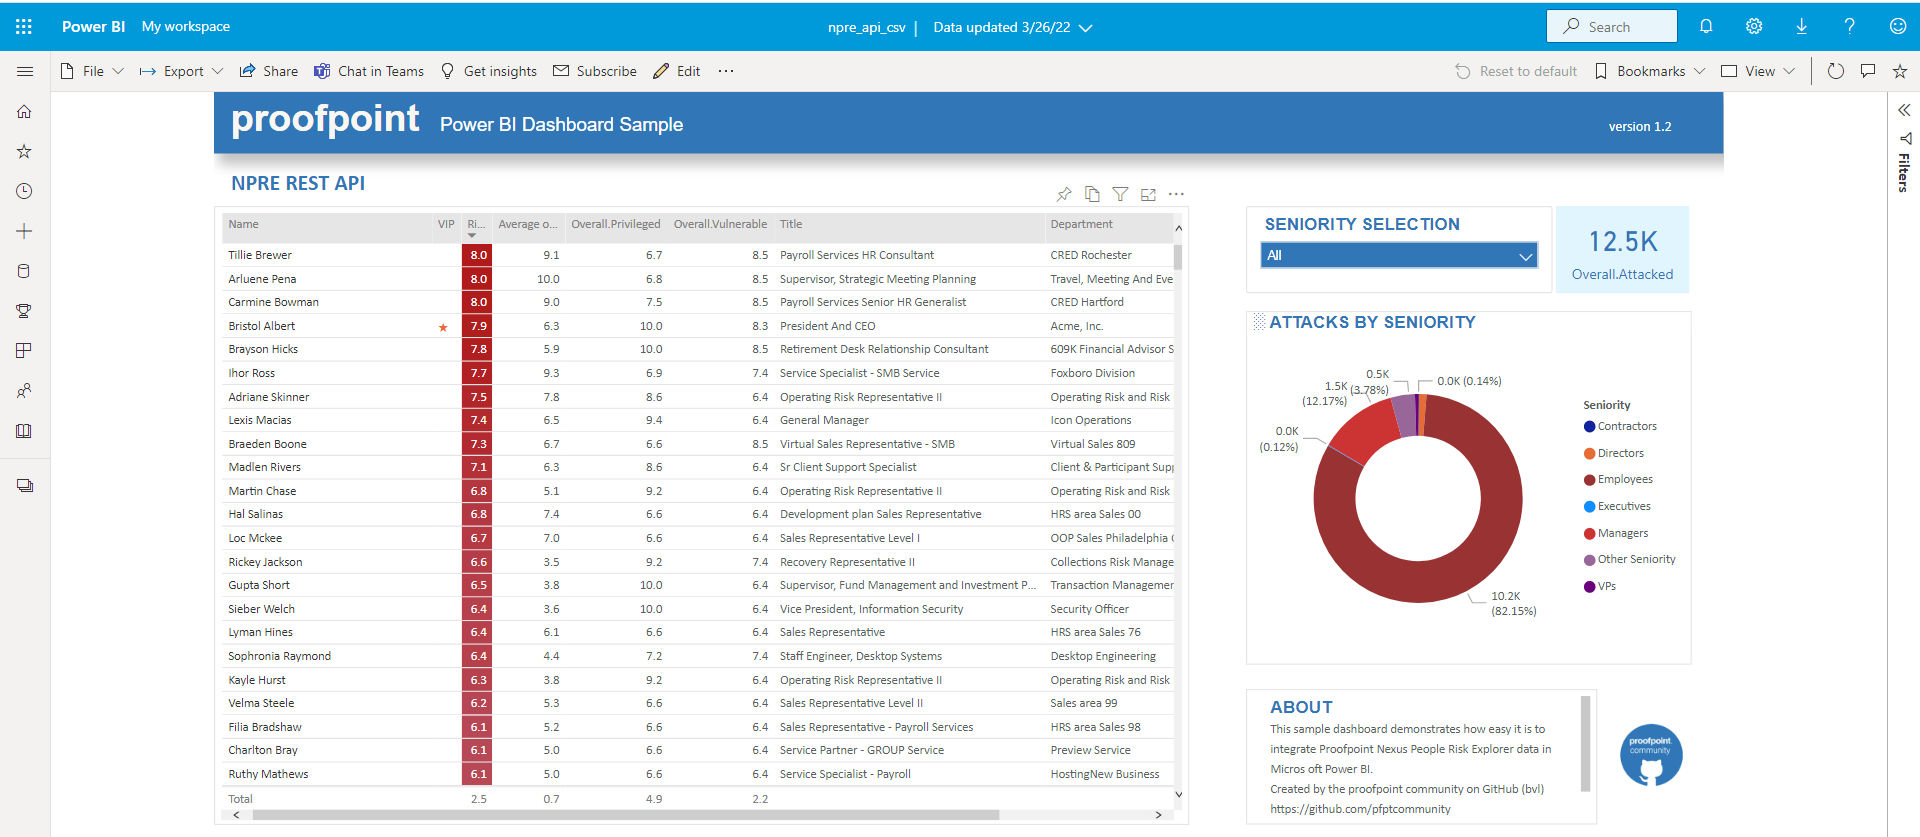 Power BI My workspace npre_api_csv | Data updated 3/26/22 Search
File Export Share Chat in Teams Get insights Subscribe Edit ... Reset to default Bookmarks View
proofpoint Power BI Dashboard Sample version 1.2
Filters
NPRE REST API
Name VIP Ri... Average o... Overall.Privileged Overall.Vulnerable Title Department
Tillie Brewer 8.0 9.1 6.7 8.5 Payroll Services HR Consultant CRED Rochester
Arluene Pena 8.0 10.0 6.8 8.5 Supervisor, Strategic Meeting Planning Travel, Meeting And Eve
Carmine Bowman 8.0 9.0 7.5 8.5 Payroll Services Senior HR Generalist CRED Hartford
Bristol Albert 7.9 6.3 10.0 8.3 President And CEO Acme, Inc.
Brayson Hicks 7.8 5.9 10.0 8.5 Retirement Desk Relationship Consultant 609K Financial Advisor S
Ihor Ross 7.7 9.3 6.9 7.4 Service Specialist - SMB Service Foxboro Division
Adriane Skinner 7.5 7.8 8.6 6.4 Operating Risk Representative II Operating Risk and Risk
Lexis Macias 7.4 6.5 9.4 6.4 General Manager Icon Operations
Braeden Boone 7.3 6.7 6.6 8.5 Virtual Sales Representative - SMB Virtual Sales 809
Madlen Rivers 7.1 6.3 8.6 6.4 Sr Client Support Specialist Client & Participant Sup
Martin Chase 6.8 5.1 9.2 6.4 Operating Risk Representative II Operating Risk and Risk
Hal Salinas 6.8 7.4 6.6 6.4 Development plan Sales Representative HRS area Sales 00
Loc Mckee 6.7 7.0 6.6 6.4 Sales Representative Level I OOP Sales Philadelphia
Rickey Jackson 6.6 3.5 9.2 7.4 Recovery Representative II Collections Risk Manage
Gupta Short 6.5 3.8 10.0 6.4 Supervisor, Fund Management and Investment P... Transaction Managemer
Sieber Welch 6.4 3.6 10.0 6.4 Vice President, Information Security Security Officer
Lyman Hines 6.4 6.1 6.6 6.4 Sales Representative HRS area Sales 76
Sophronia Raymond 6.4 4.4 7.2 7.4 Staff Engineer, Desktop Systems Desktop Engineering
Kayle Hurst 6.3 3.8 9.2 6.4 Operating Risk Representative II Operating Risk and Risk
Velma Steele 6.2 5.3 6.6 6.4 Sales Representative Level II Sales area 99
Filia Bradshaw 6.1 5.2 6.6 6.4 Sales Representative - Payroll Services HRS area Sales 98
Charlton Bray 6.1 5.0 6.6 6.4 Service Partner - GROUP Service Preview Service
Ruthy Mathews 6.1 5.0 6.6 6.4 Service Specialist - Payroll HostingNew Business
Total 2.5 0.7 4.9 2.2
SENIORITY SELECTION
All
12.5K
Overall.Attacked
ATTACKS BY SENIORITY
0.5K
(3.78%)
0.0K (0.14%)
1.5K
(12.17%)
0.0K
(0.12%)
10.2K
(82.15%)
Seniority
Contractors
Directors
Employees
Executives
Managers
Other Seniority
VPs
ABOUT
This sample dashboard demonstrates how easy it is to
integrate Proofpoint Nexus People Risk Explorer data in
Micros oft Power BI.
Created by the proofpoint community on GitHub (bvl)
https://github.com/pfptcommunity
proofpoint.
community